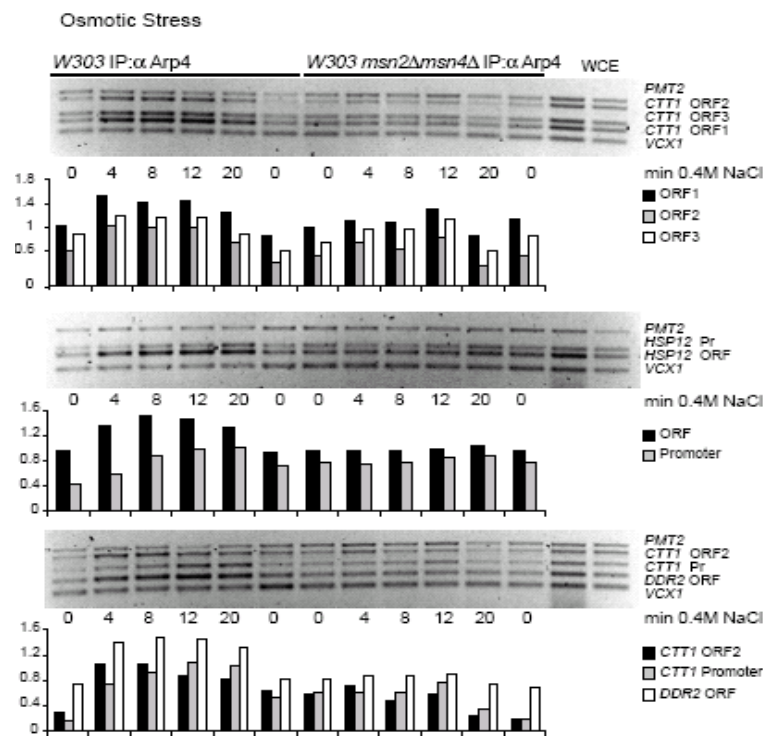 Osmotic Stress
W303 IP:α Arp4 W303 msn2Δmsn4Δ IP:α Arp4 WCE
PMT2
CTT1 ORF2
CTT1 ORF3
CTT1 ORF1
VCX1
0 4 8 12 20 0 0 4 8 12 20 0 min 0.4M NaCl
1.8
1.4
1
0.6
0
ORF1
ORF2
ORF3
PMT2
HSP12 Pr
HSP12 ORF
VCX1
0 4 8 12 20 0 0 4 8 12 20 0 min 0.4M NaCl
1.6
1.2
0.8
0.4
0
ORF
Promoter
PMT2
CTT1 ORF2
CTT1 Pr
DDR2 ORF
VCX1
0 4 8 12 20 0 0 4 8 12 20 0 min 0.4M NaCl
1.6
1.2
0.8
0.4
0
CTT1 ORF2
CTT1 Promoter
DDR2 ORF